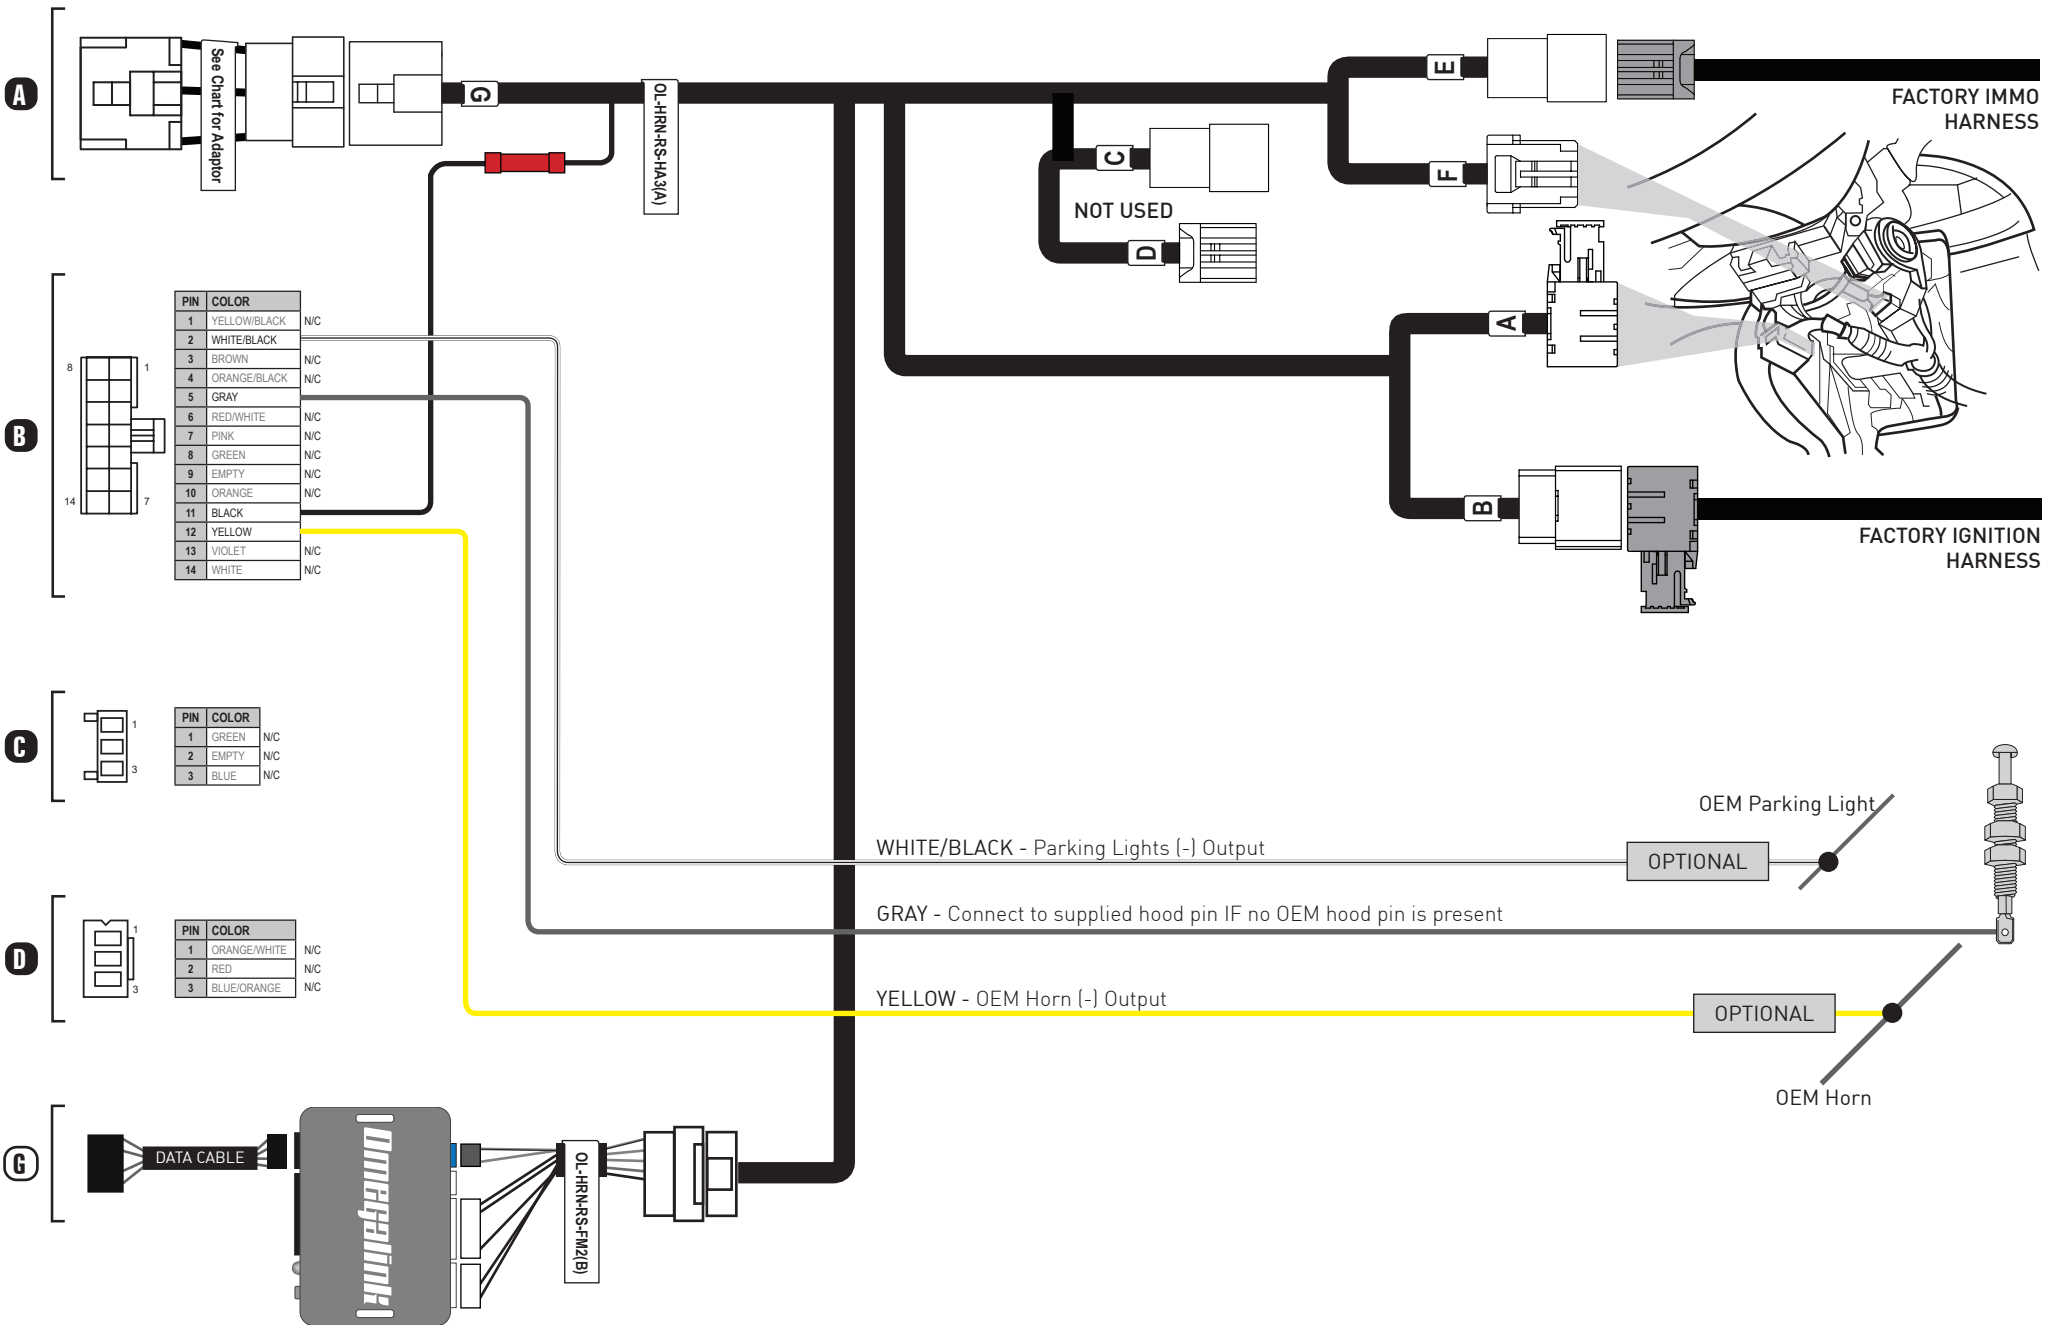 A
See Chart for Adaptor
G
OL-HRN-RS-HA3(A)
E
FACTORY IMMO
HARNESS
C
F
NOT USED
D
A
B
FACTORY IGNITION
HARNESS
B
8 1
14 7
PIN COLOR
1 YELLOW/BLACK N/C
2 WHITE/BLACK
3 BROWN N/C
4 ORANGE/BLACK N/C
5 GRAY
6 RED/WHITE N/C
7 PINK N/C
8 GREEN N/C
9 EMPTY N/C
10 ORANGE N/C
11 BLACK
12 YELLOW
13 VIOLET N/C
14 WHITE N/C
C
1
3
PIN COLOR
1 GREEN N/C
2 EMPTY N/C
3 BLUE N/C
OEM Parking Light
WHITE/BLACK - Parking Lights (-) Output
OPTIONAL
D
1
3
PIN COLOR
1 ORANGE/WHITE N/C
2 RED N/C
3 BLUE/ORANGE N/C
GRAY - Connect to supplied hood pin IF no OEM hood pin is present
YELLOW - OEM Horn (-) Output
OPTIONAL
OEM Horn
G
DATA CABLE
Omegalink
OL-HRN-RS-FM2(B)